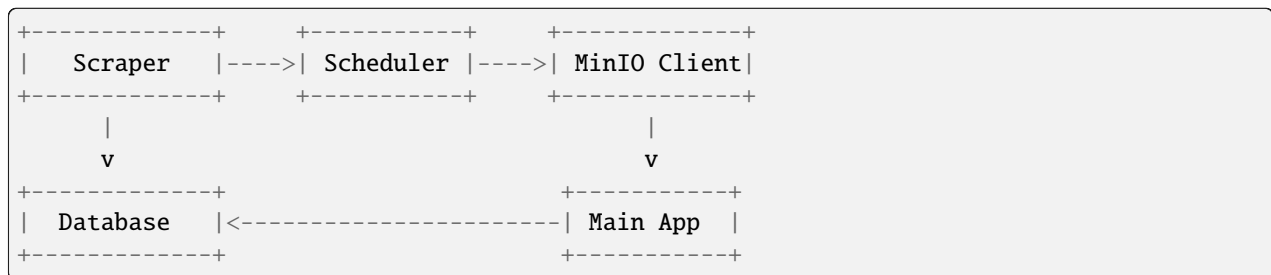 +-------------+     +-----------+     +-------------+
|   Scraper   |---->| Scheduler |---->| MinIO Client|
+-------------+     +-----------+     +-------------+
      |                                    |
      v                                    v
+-------------+                      +-----------+
|  Database   |<----------------------| Main App  |
+-------------+                      +-----------+